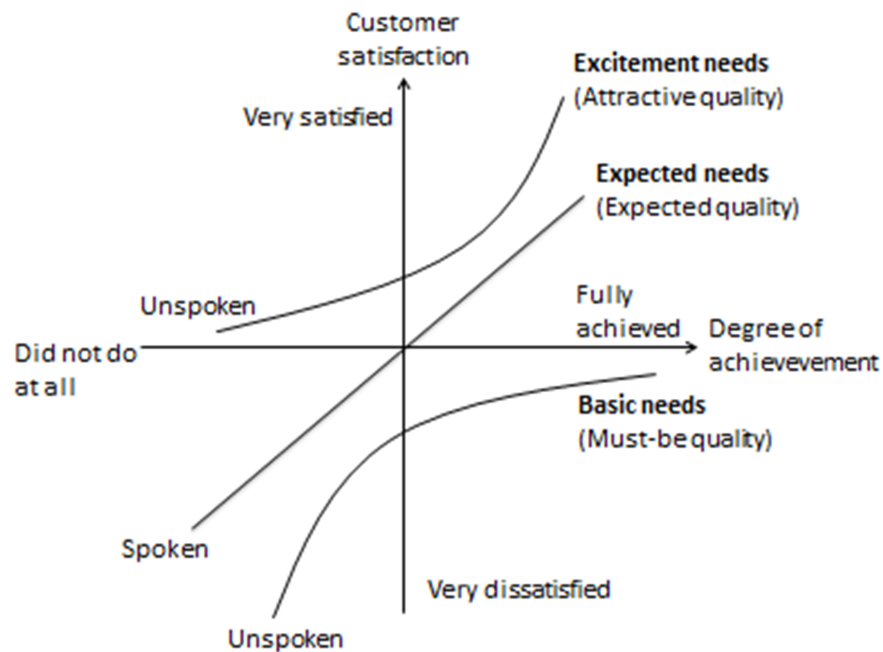 Customer
satisfaction
Excitement needs
(Attractive quality)
Very satisfied
Expected needs
(Expected quality)
Unspoken
Fully
achieved
Degree of
achievevement
Did not do
at all
Basic needs
(Must-be quality)
Spoken
Very dissatisfied
Unspoken